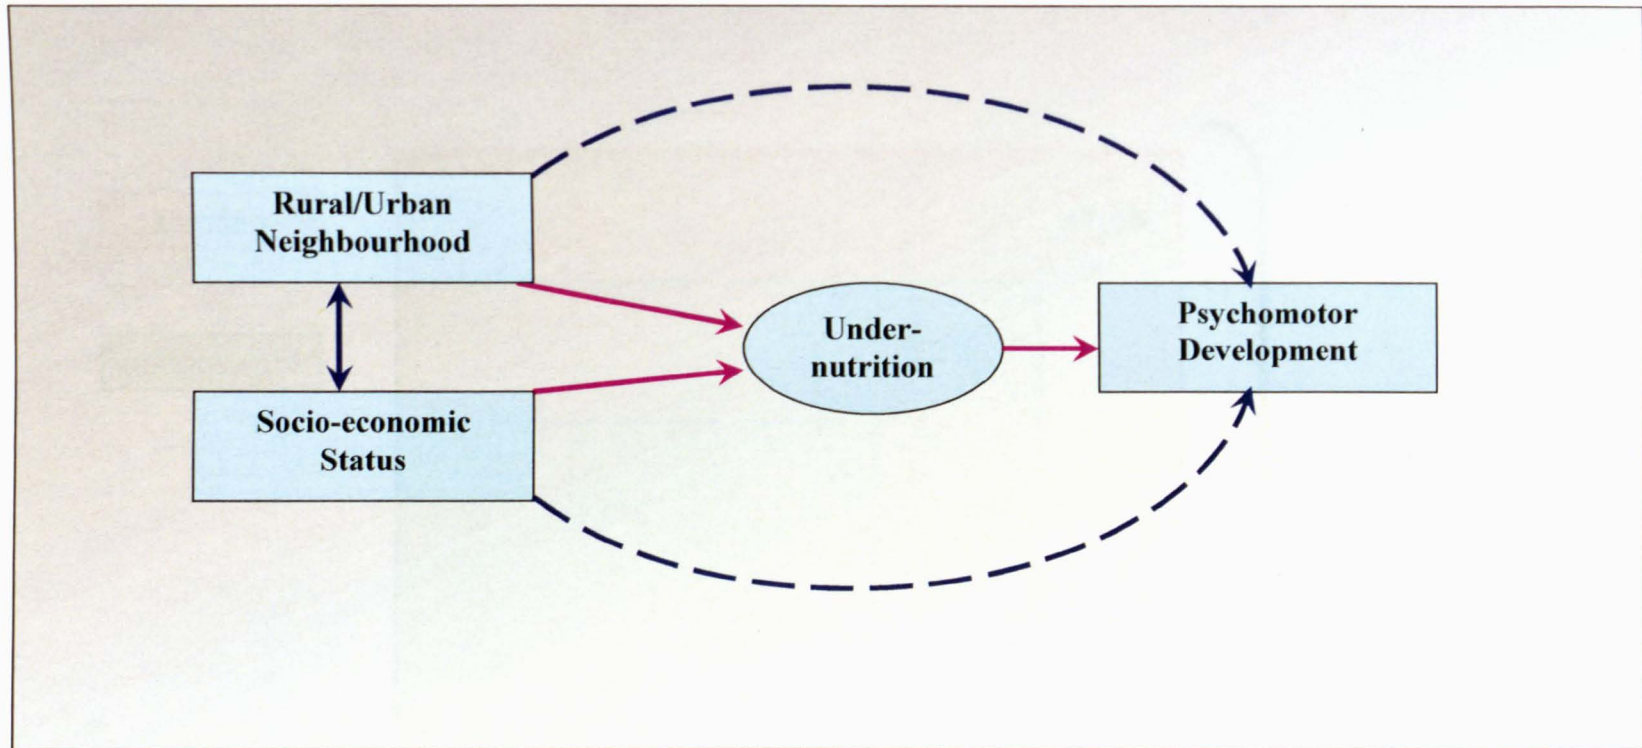 Rural/Urban
Neighbourhood
Under-
nutrition
Psychomotor
Development
Socio-economic
Status